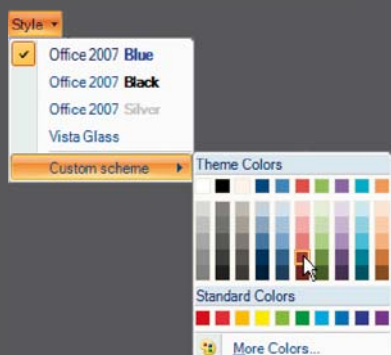 Style
Office 2007 Blue
Office 2007 Black
Office 2007 Silver
Vista Glass
Custom scheme
Theme Colors
Standard Colors
More Colors...